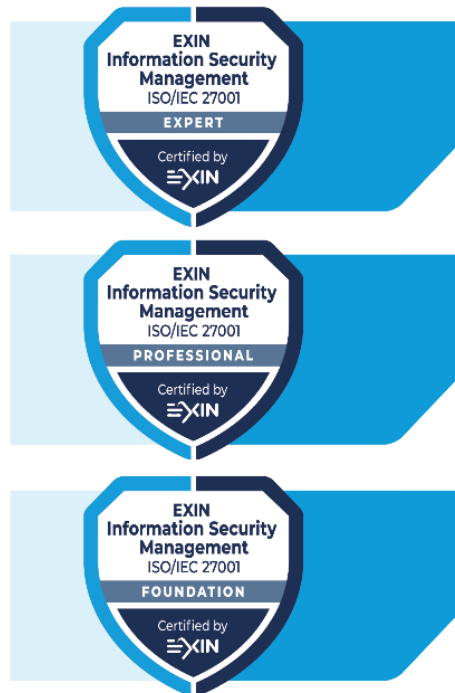 EXIN
Information Security
Management
ISO/IEC 27001
EXPERT
Certified by
EXIN
EXIN
Information Security
Management
ISO/IEC 27001
PROFESSIONAL
Certified by
EXIN
EXIN
Information Security
Management
ISO/IEC 27001
FOUNDATION
Certified by
EXIN